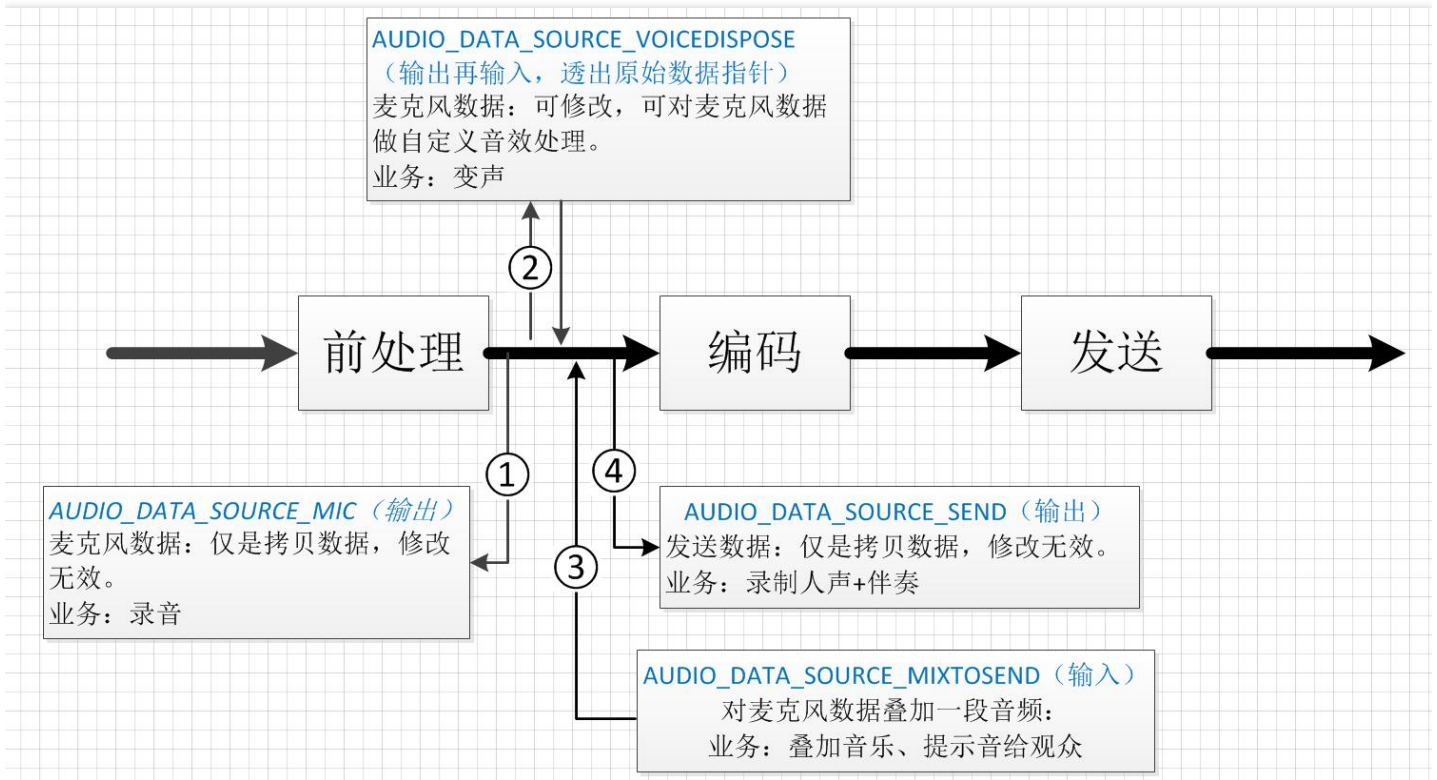 AUDIO_DATA_SOURCE_VOICEDISPOSE
（输出再输入，透出原始数据指针）
麦克风数据：可修改，可对麦克风数据
做自定义音效处理。
业务：变声
②
前处理
编码
发送
①
④
③
AUDIO_DATA_SOURCE_MIC（输出）
麦克风数据：仅是拷贝数据，修改
无效。
业务：录音
AUDIO_DATA_SOURCE_SEND（输出）
发送数据：仅是拷贝数据，修改无效。
业务：录制人声+伴奏
AUDIO_DATA_SOURCE_MIXTOSEND（输入）
对麦克风数据叠加一段音频：
业务：叠加音乐、提示音给观众